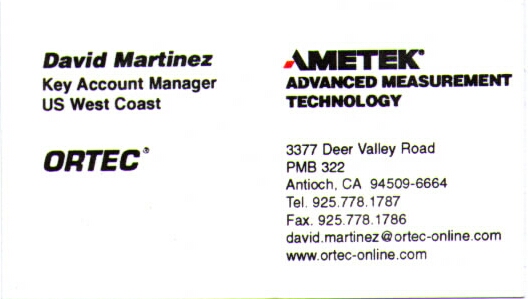 David Martinez
Key Account Manager
US West Coast
ORTEC®
AMETEK®
ADVANCED MEASUREMENT
TECHNOLOGY
3377 Deer Valley Road
PMB 322
Antioch, CA 94509-6664
Tel. 925.778.1787
Fax. 925.778.1786
david.martinez@ortec-online.com
www.ortec-online.com